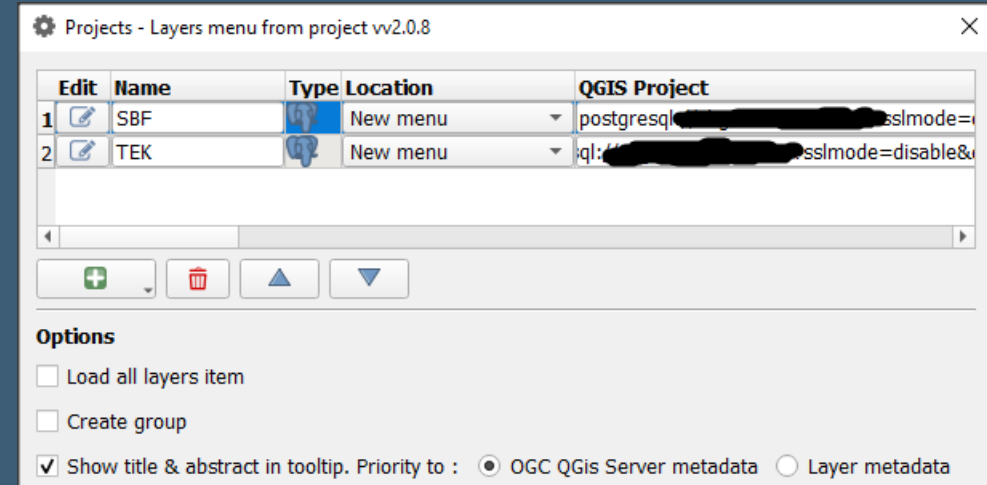 Projects - Layers menu from project vv2.0.8
Edit Name Type Location QGIS Project
1 SBF New menu postgresql sslmode=
2 TEK New menu ql:// sslmode=disable&
Options
Load all layers item
Create group
Show title & abstract in tooltip. Priority to : OGC QGis Server metadata Layer metadata